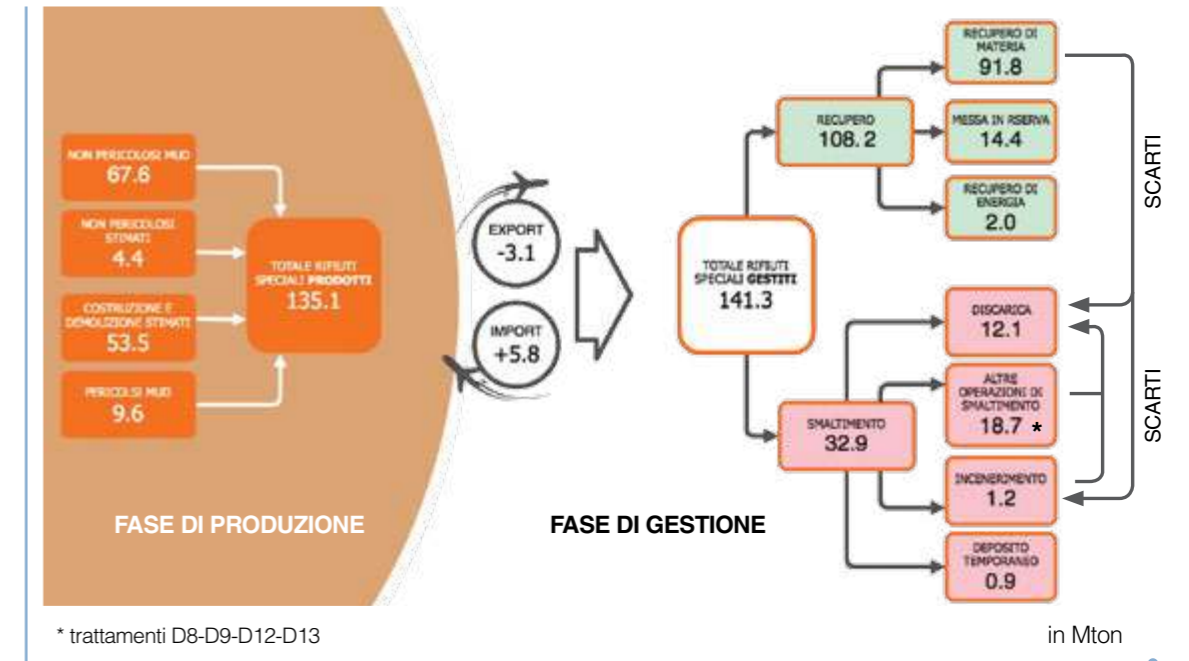 NON PERICOLOSI MUD
67.6
NON PERICOLOSI
STIMATI
4.4
COSTRUZIONE E
DEMOLIZIONE STIMATI
53.5
PERICOLSI MUD
9.6
TOTALE RIFIUTI
SPECIALI PRODOTTI
135.1
FASE DI PRODUZIONE
EXPORT
-3.1
IMPORT
+5.8
TOTALE RIFIUTI
SPECIALI GESTITI
141.3
FASE DI GESTIONE
RECUPERO
108.2
SMALTIMENTO
32.9
RECUPERO DI
MATERIA
91.8
MESSA IN RISERVA
14.4
RECUPERO DI
ENERGIA
2.0
DISCARICA
12.1
ALTRE
OPERAZIONI DI
SMALTIMENTO
18.7 *
INCENERIMENTO
1.2
DEPOSITO
TEMPORANEO
0.9
SCARTI
SCARTI
* trattamenti D8-D9-D12-D13
in Mton